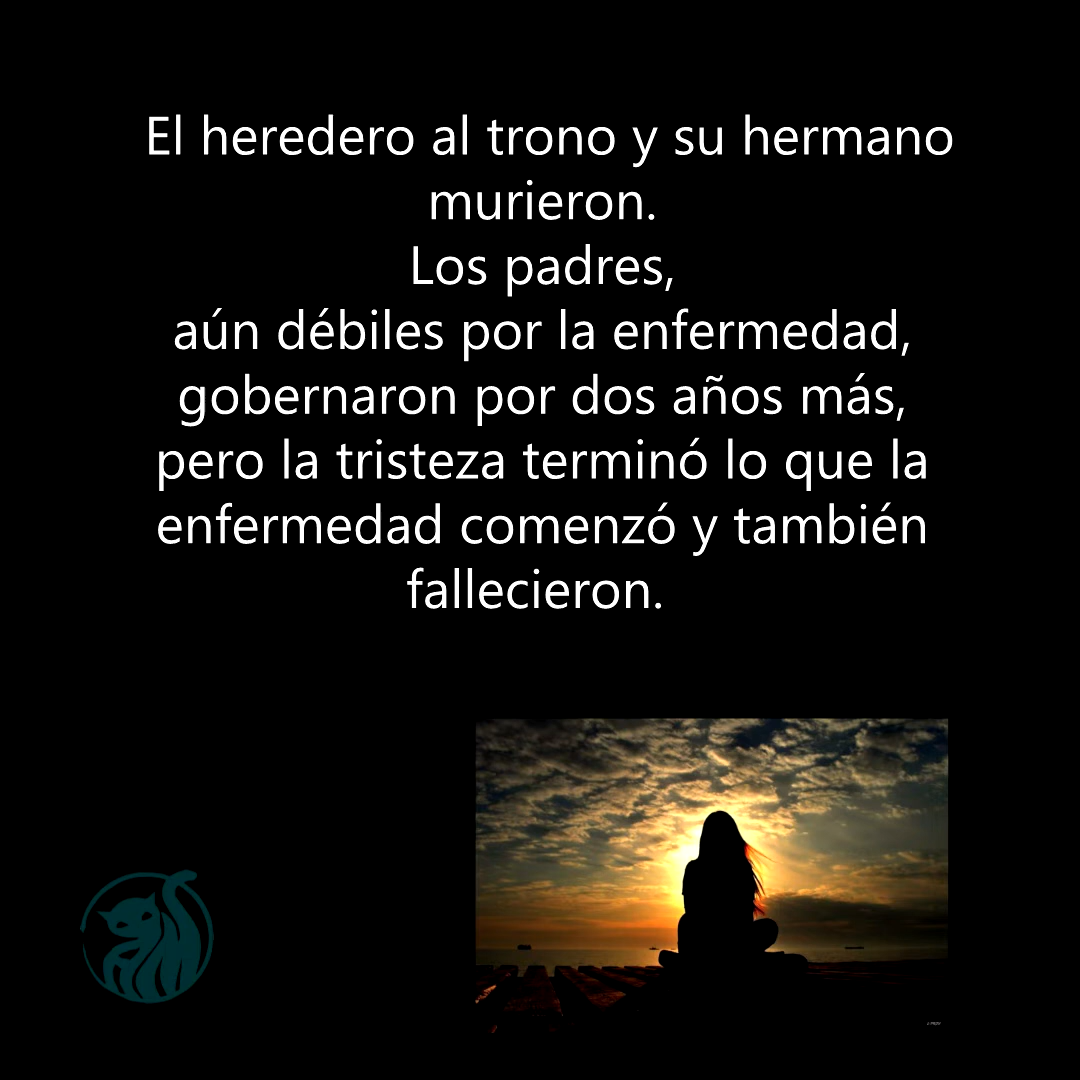 El heredero al trono y su hermano
murieron.
Los padres,
aún débiles por la enfermedad,
gobernaron por dos años más,
pero la tristeza terminó lo que la
enfermedad comenzó y también
fallecieron.